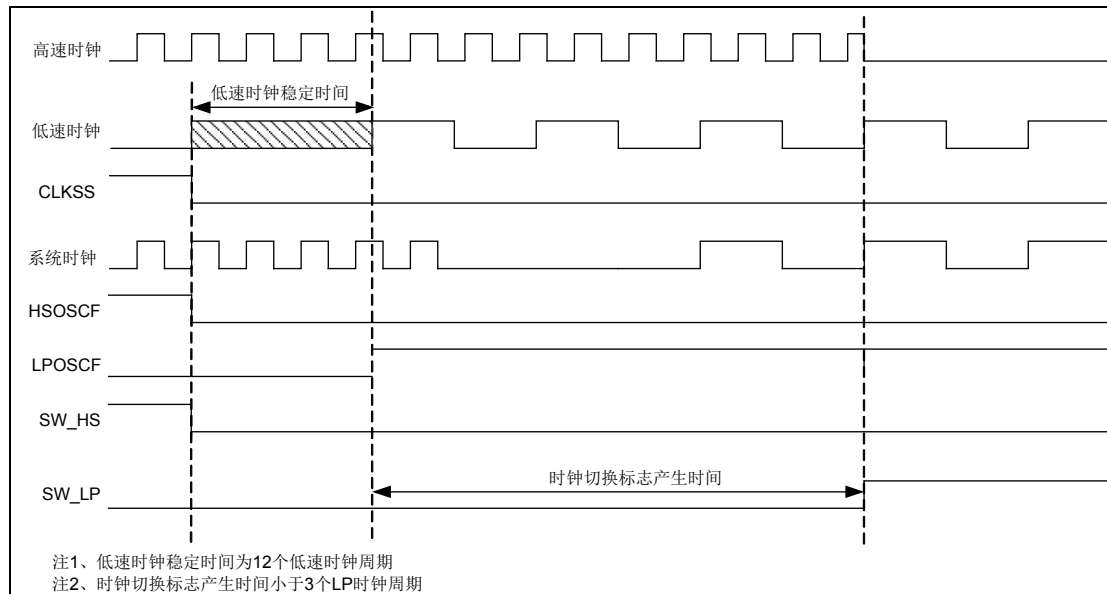 高速时钟
低速时钟稳定时间
低速时钟
CLKSS
系统时钟
HSOSCF
LPOSCF
SW_HS
时钟切换标志产生时间
SW_LP
注1、低速时钟稳定时间为12个低速时钟周期
注2、时钟切换标志产生时间小于3个LP时钟周期